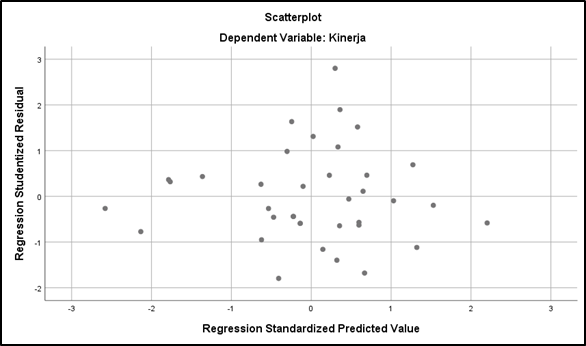 Scatterplot
Dependent Variable: Kinerja
Regression Studentized Residual
3
2
1
0
-1
-2
-3 -2 -1 0 1 2 3
Regression Standardized Predicted Value